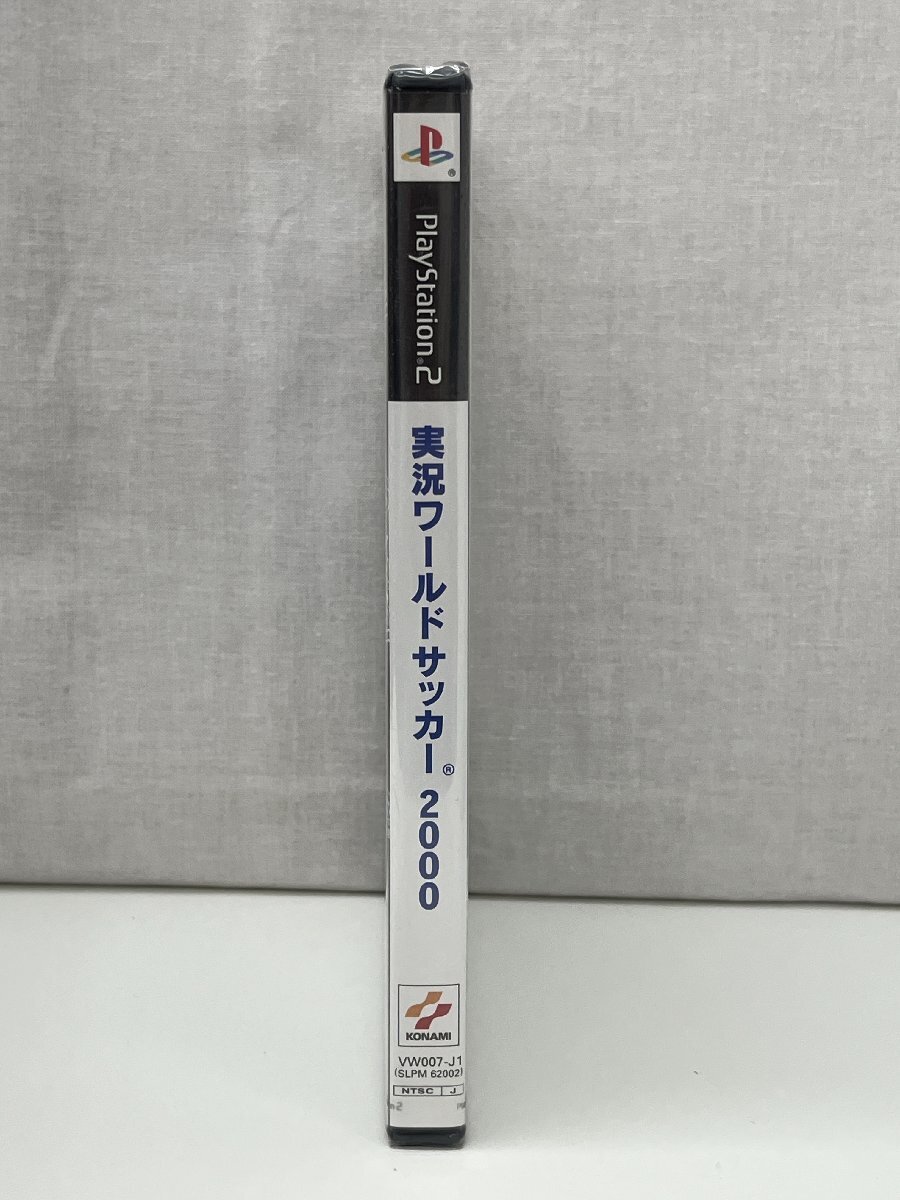 PlayStation®2
実況ワールドサッカー® 2000
KONAMI
VW007-J1
(SLPM 62002)
NTSC J